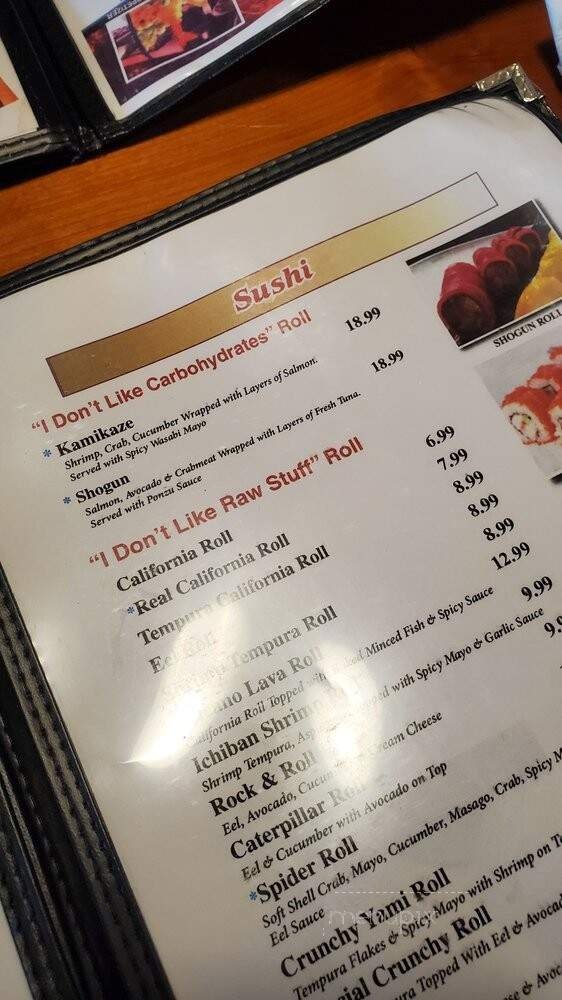 APPETIZER
Sushi
"I Don't Like Carbohydrates" Roll
* Kamikaze 18.99
Shrimp, Crab, Cucumber Wrapped with Layers of Salmon.
Served with Spicy Wasabi Mayo
* Shogun 18.99
Salmon, Avocado & Crabmeat Wrapped with Layers of Fresh Tuna.
Served with Ponzu Sauce
SHOGUN ROLL
"I Don't Like Raw Stuff" Roll
California Roll 6.99
*Real California Roll 7.99
Tempura California Roll 8.99
Eel Roll 8.99
Shrimp Tempura Roll 8.99
Lava Roll 12.99
California Roll Topped with Minced Fish & Spicy Sauce
Ichiban Shrimp 9.99
Shrimp Tempura, with Spicy Mayo & Garlic Sauce
Rock & Roll
Eel, Avocado, Cream Cheese
Caterpillar Roll
Eel & Cucumber with Avocado on Top
*Spider Roll
Soft Shell Crab, Mayo, Cucumber, Masago, Crab, Spicy
Eel Sauce
Crunchy Yami Roll
Tempura Flakes & Spicy Mayo with Shrimp on
Crunchy Roll
Topped With Eel &
menupix